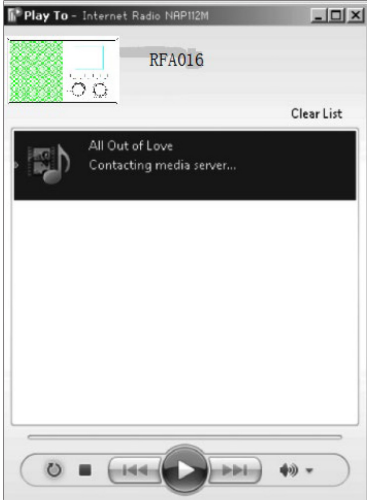 Play To - Internet Radio NAP112M
RFA016
Clear List
All Out of Love
Contacting media server...